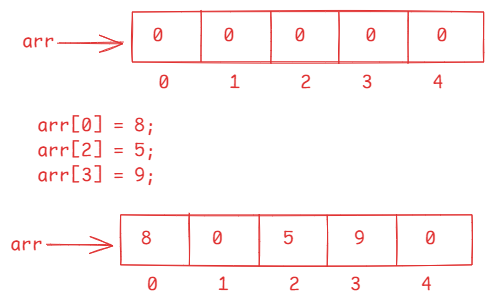 arr 0 0 0 0 0
0 1 2 3 4
arr[0] = 8;
arr[2] = 5;
arr[3] = 9;
arr 8 0 5 9 0
0 1 2 3 4